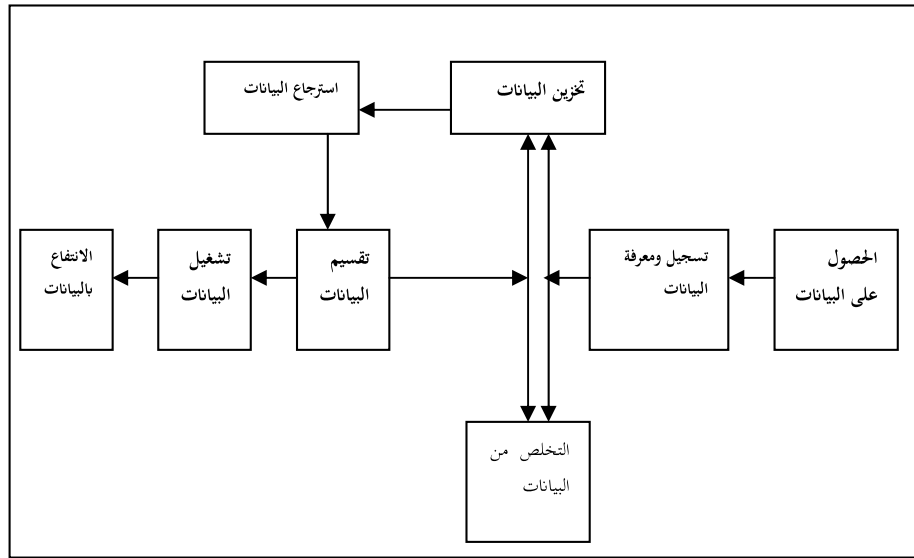 تخزين البيانات
استرجاع البيانات
الحصول
على البيانات
تسجيل ومعرفة
البيانات
تقسيم
البيانات
تشغيل
البيانات
الانتفاع
بالبيانات
التخلص من
البيانات